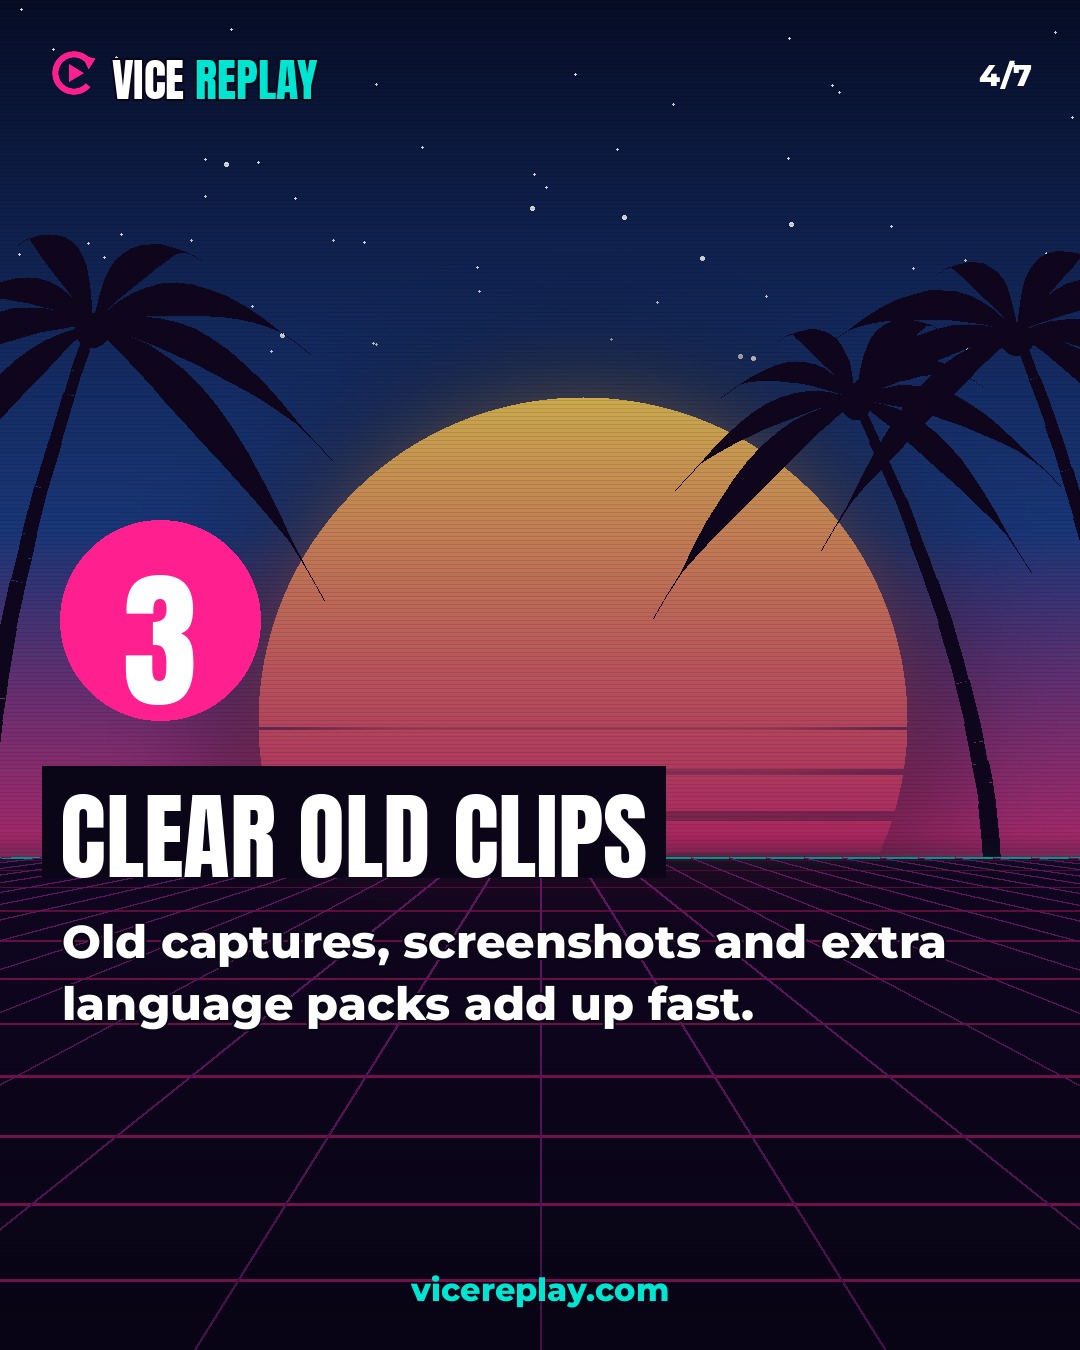 VICE REPLAY
4/7
3
CLEAR OLD CLIPS
Old captures, screenshots and extra
language packs add up fast.
vicereplay.com